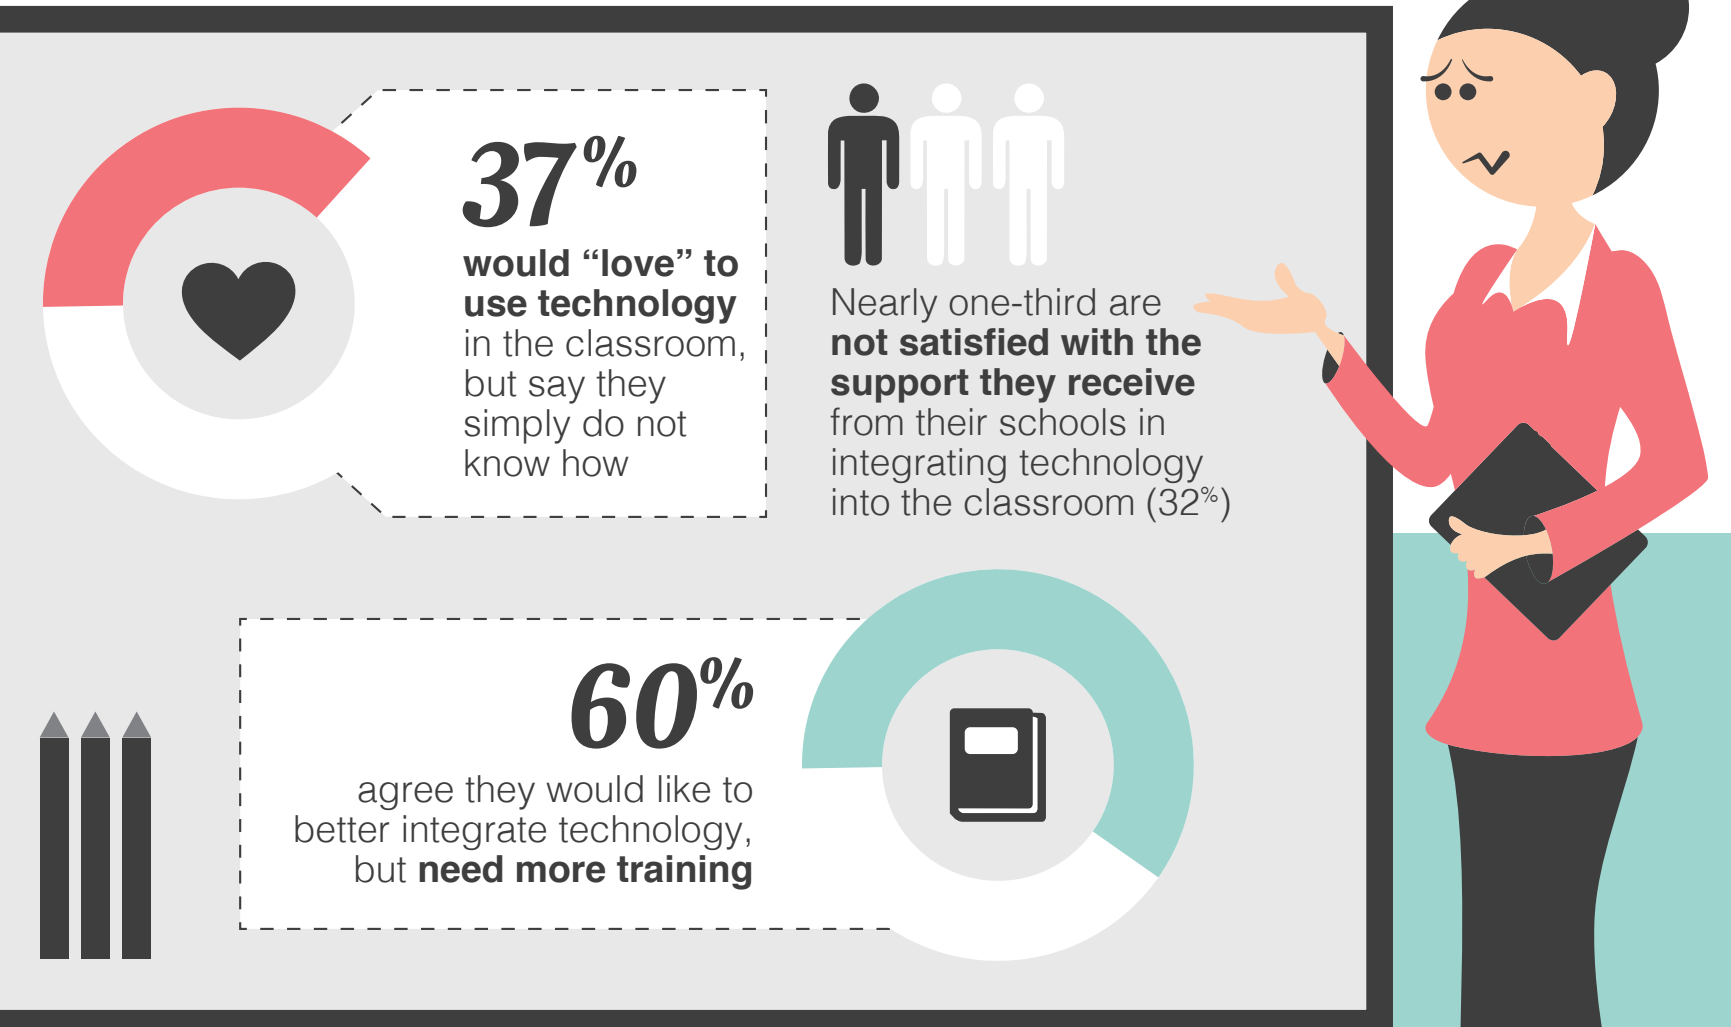 37%
would “love” to
use technology
in the classroom,
but say they
simply do not
know how
Nearly one-third are
not satisfied with the
support they receive
from their schools in
integrating technology
into the classroom (32%)
60%
agree they would like to
better integrate technology,
but need more training